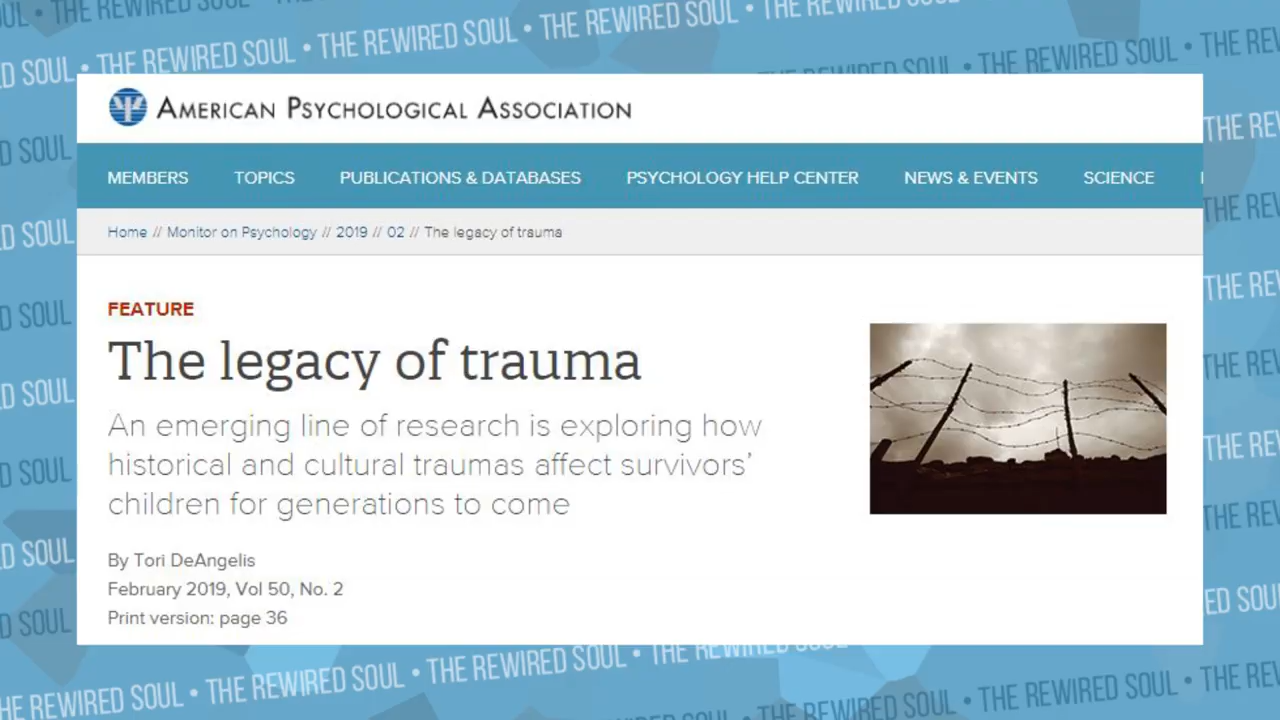 THE REWIRED SOUL • THE REWIRED SOUL • THE REWIRED SOUL
AMERICAN PSYCHOLOGICAL ASSOCIATION
MEMBERS TOPICS PUBLICATIONS & DATABASES PSYCHOLOGY HELP CENTER NEWS & EVENTS SCIENCE
Home // Monitor on Psychology // 2019 // 02 // The legacy of trauma
FEATURE
The legacy of trauma
An emerging line of research is exploring how
historical and cultural traumas affect survivors'
children for generations to come
By Tori DeAngelis
February 2019, Vol 50, No. 2
Print version: page 36
THE REWIRED SOUL • THE REWIRED SOUL • THE REWIRED SOUL